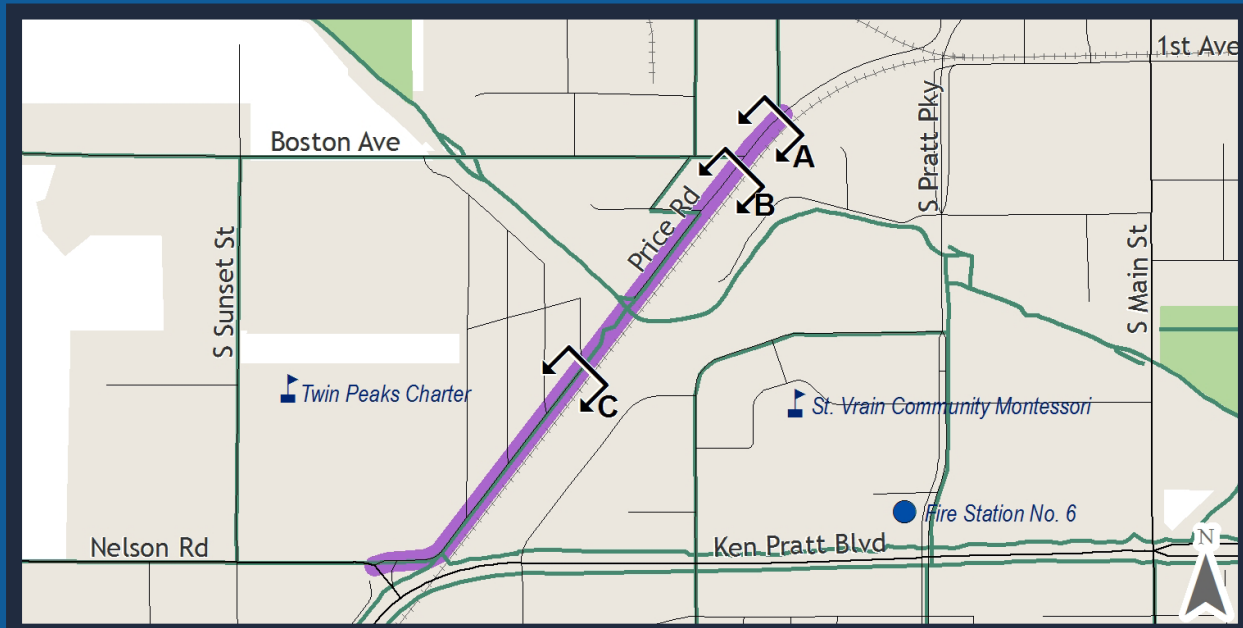 1st Ave
S Pratt Pky
Boston Ave
A
B
Price Rd
S Sunset St
S Main St
Twin Peaks Charter
C
St. Vrain Community Montessori
Fire Station No. 6
Nelson Rd
Ken Pratt Blvd
N